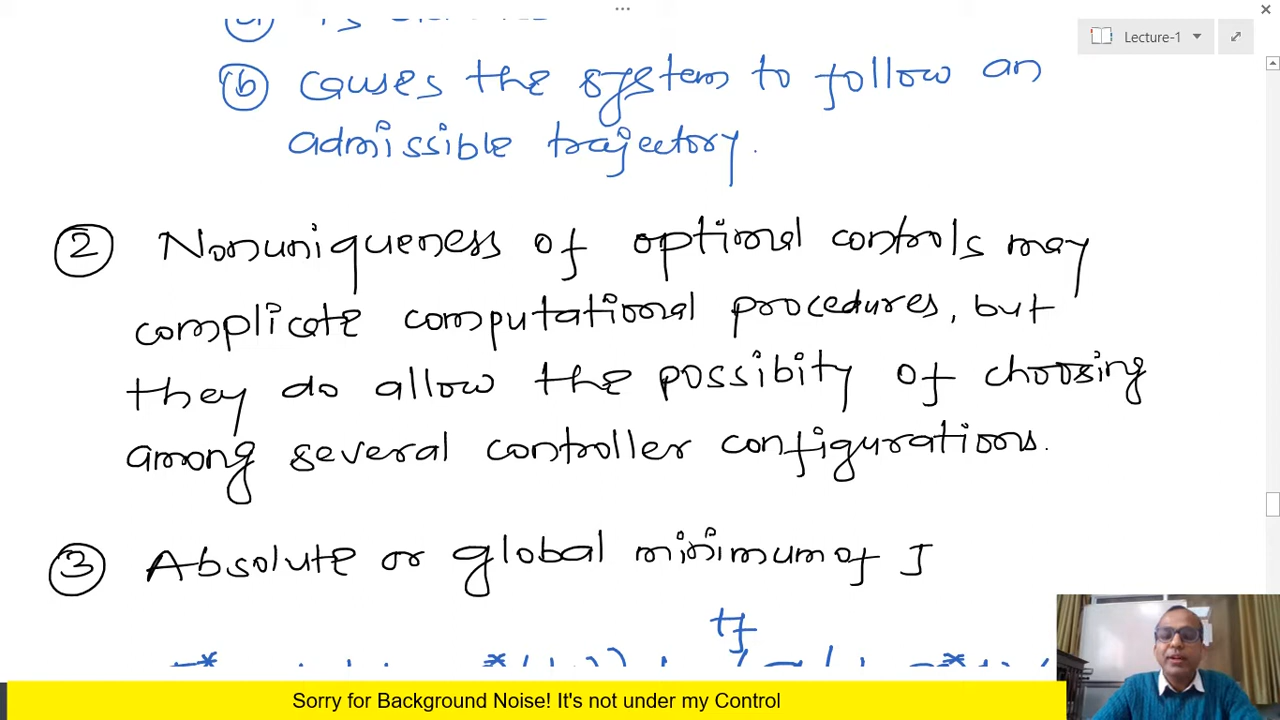 Lecture-1
(b) causes the system to follow an
admissible trajectory.
② Nonuniqueness of optimal controls may
complicate computational procedures, but
they do allow the possibity of choosing
among several controller configurations.
③ Absolute or global minimum of J
tf
Sorry for Background Noise! It's not under my Control